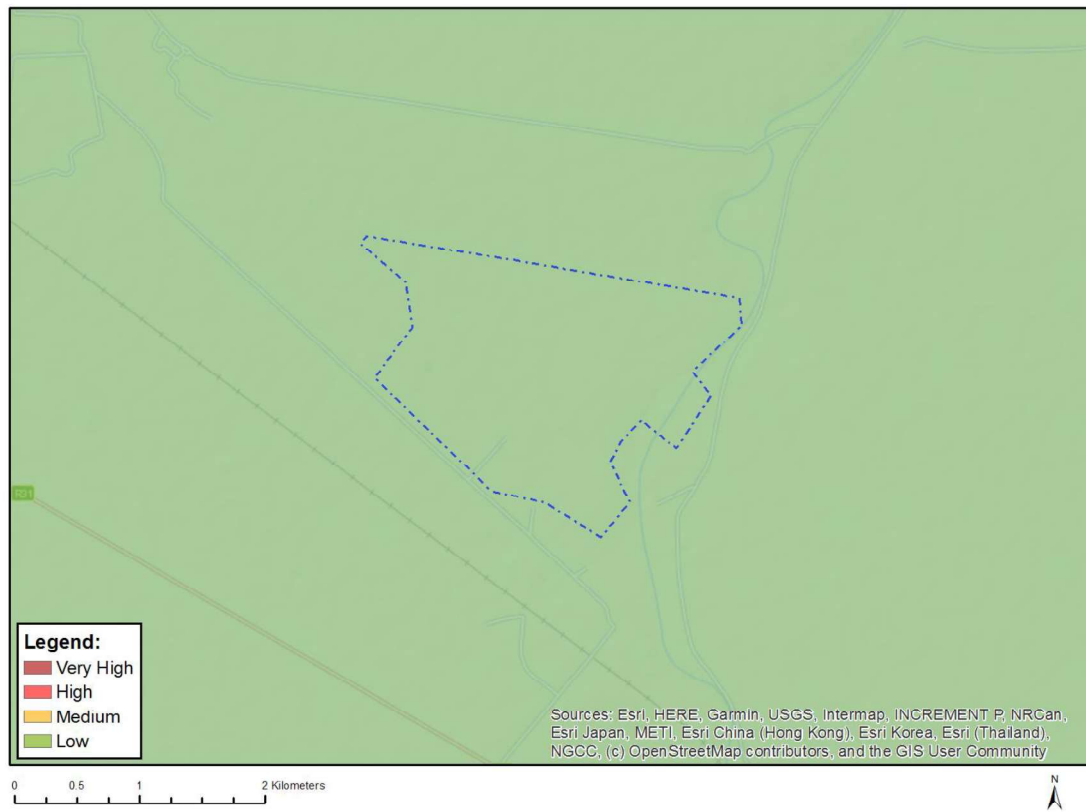 Legend:
Very High
High
Medium
Low
Sources: Esri, HERE, Garmin, USGS, Intermap, INCREMENT P, NRCan,
Esri Japan, METI, Esri China (Hong Kong), Esri Korea, Esri (Thailand),
NGCC, (c) OpenStreetMap contributors, and the GIS User Community
0 0.5 1 2 Kilometers
N